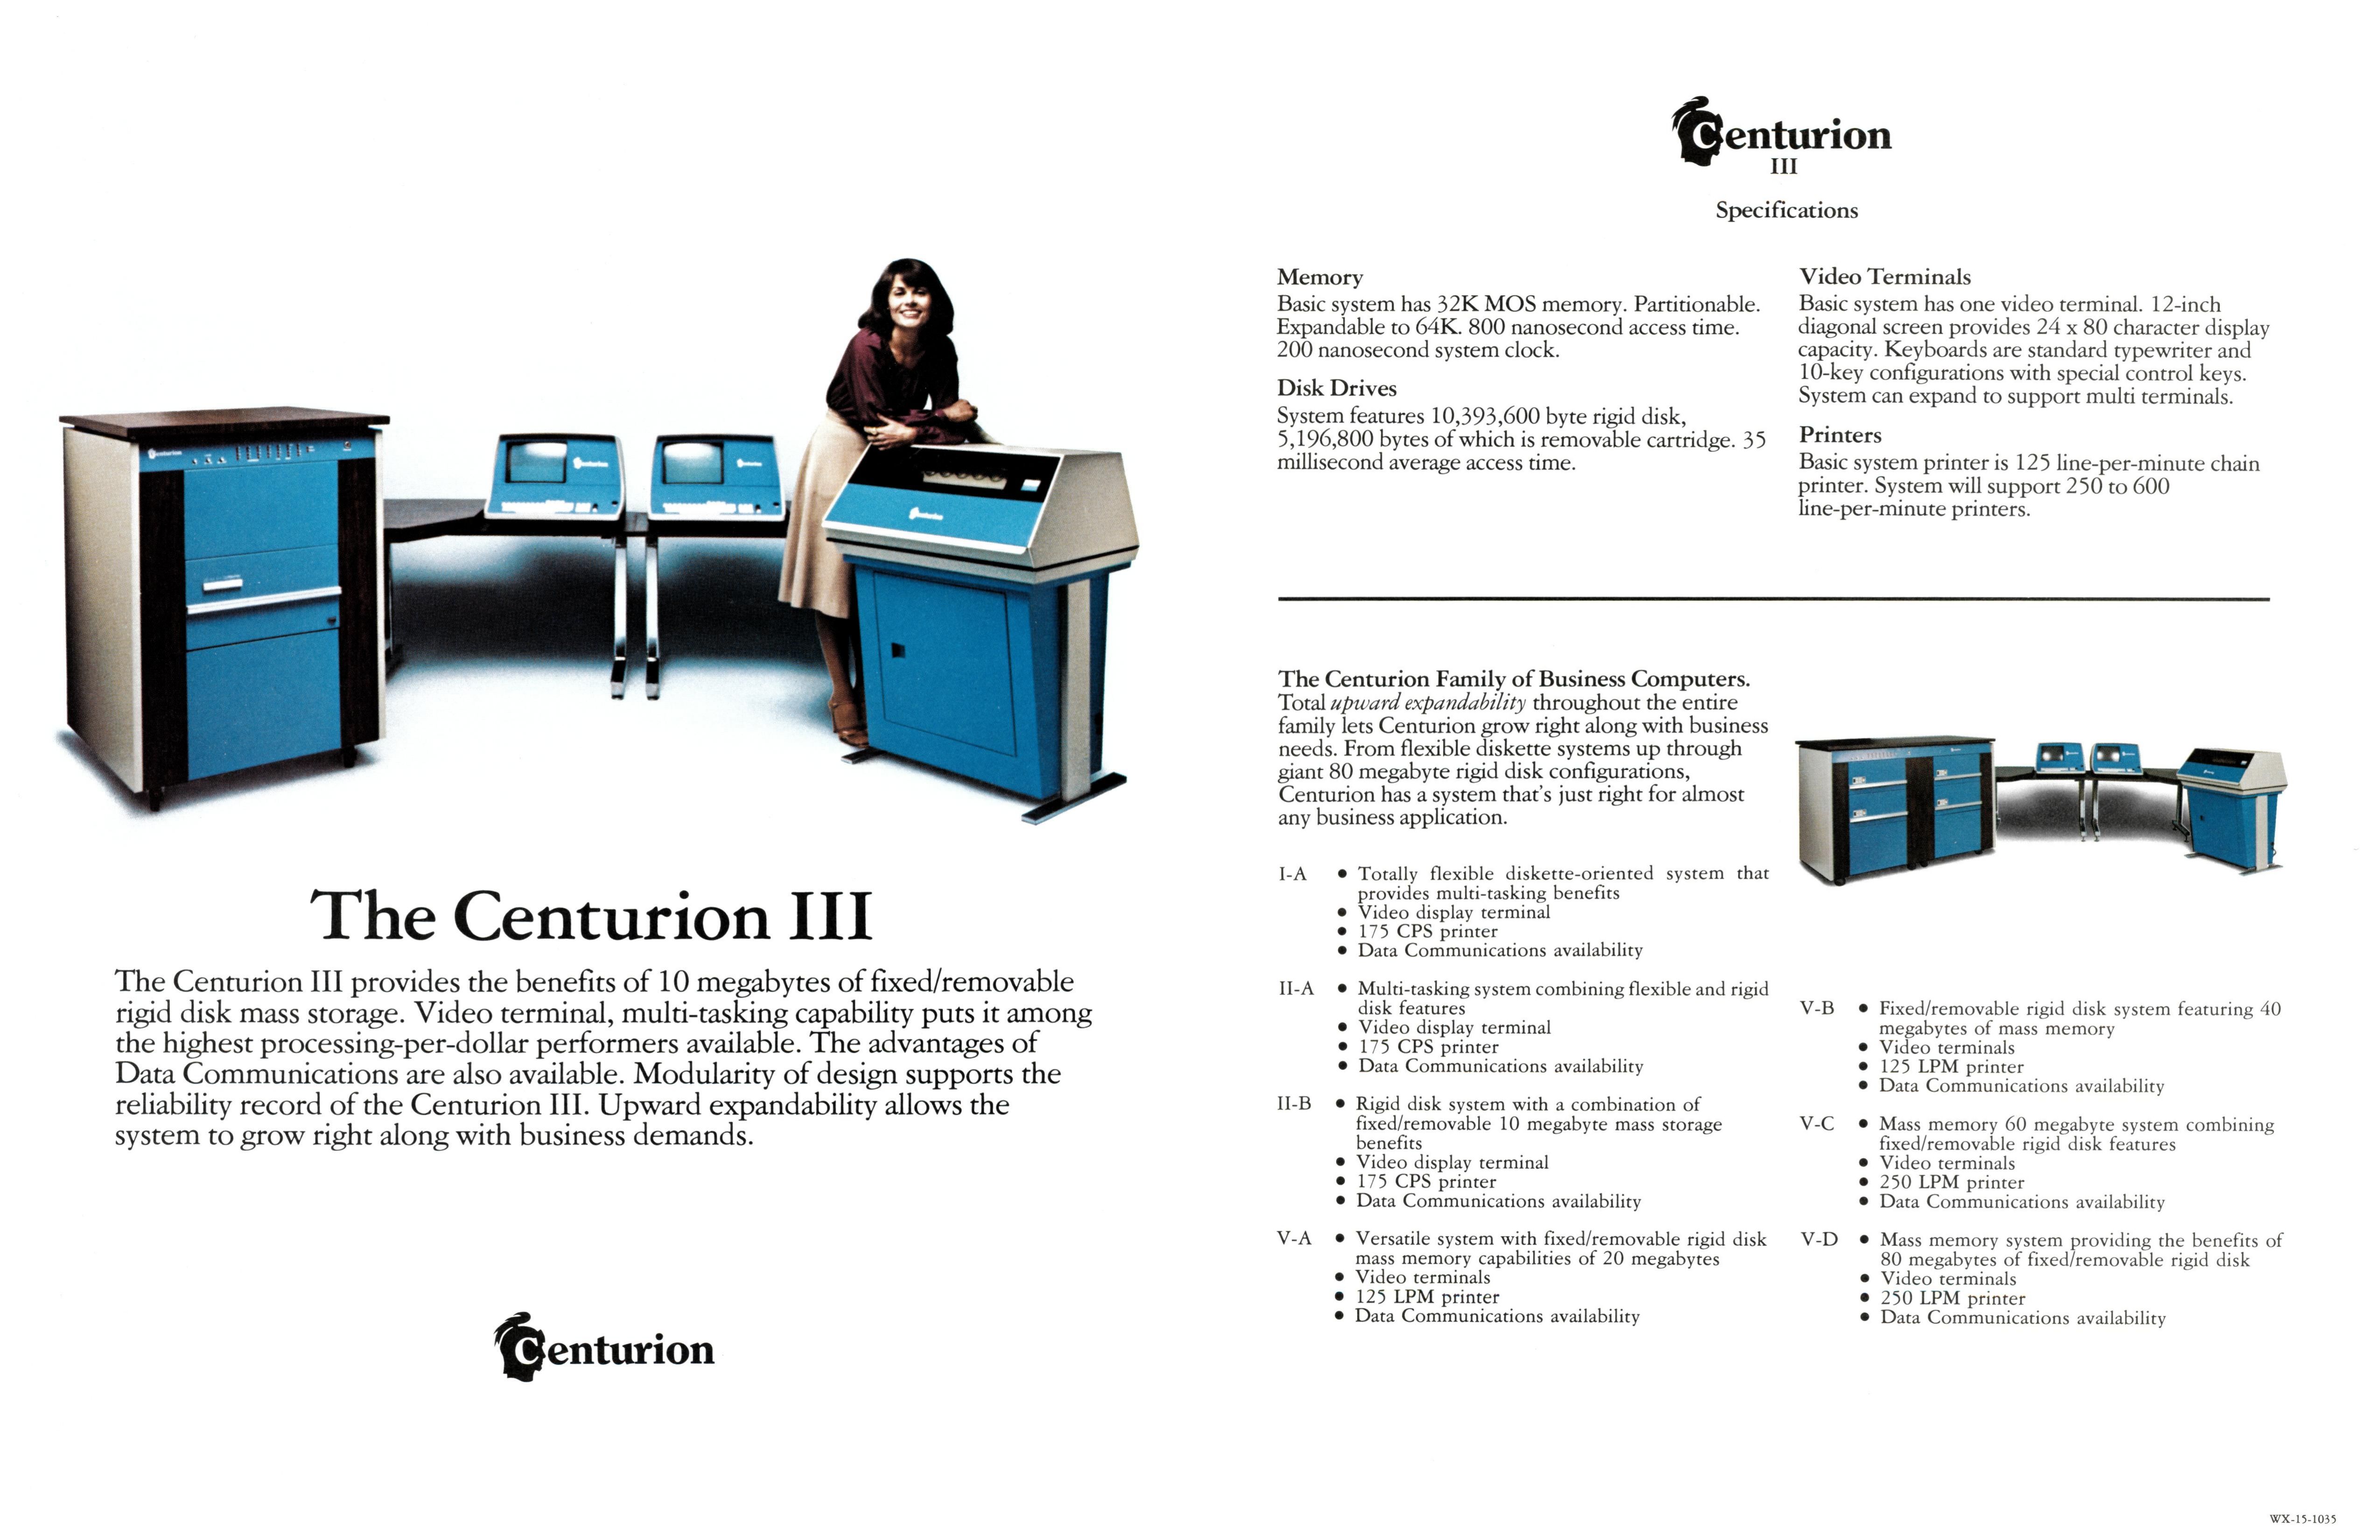 Centurion
Centurion
Centurion
Centurion
The Centurion III
The Centurion III provides the benefits of 10 megabytes of fixed/removable
rigid disk mass storage. Video terminal, multi-tasking capability puts it among
the highest processing-per-dollar performers available. The advantages of
Data Communications are also available. Modularity of design supports the
reliability record of the Centurion III. Upward expandability allows the
system to grow right along with business demands.
Centurion
Centurion
III
Specifications
Memory
Basic system has 32K MOS memory. Partitionable.
Expandable to 64K. 800 nanosecond access time.
200 nanosecond system clock.
Disk Drives
System features 10,393,600 byte rigid disk,
5,196,800 bytes of which is removable cartridge. 35
millisecond average access time.
Video Terminals
Basic system has one video terminal. 12-inch
diagonal screen provides 24 x 80 character display
capacity. Keyboards are standard typewriter and
10-key configurations with special control keys.
System can expand to support multi terminals.
Printers
Basic system printer is 125 line-per-minute chain
printer. System will support 250 to 600
line-per-minute printers.
The Centurion Family of Business Computers.
Total upward expandability throughout the entire
family lets Centurion grow right along with business
needs. From flexible diskette systems up through
giant 80 megabyte rigid disk configurations,
Centurion has a system that's just right for almost
any business application.
I-A • Totally flexible diskette-oriented system that
provides multi-tasking benefits
• Video display terminal
• 175 CPS printer
• Data Communications availability
II-A • Multi-tasking system combining flexible and rigid
disk features
• Video display terminal
• 175 CPS printer
• Data Communications availability
II-B • Rigid disk system with a combination of
fixed/removable 10 megabyte mass storage
benefits
• Video display terminal
• 175 CPS printer
• Data Communications availability
V-A • Versatile system with fixed/removable rigid disk
mass memory capabilities of 20 megabytes
• Video terminals
• 125 LPM printer
• Data Communications availability
V-B • Fixed/removable rigid disk system featuring 40
megabytes of mass memory
• Video terminals
• 125 LPM printer
• Data Communications availability
V-C • Mass memory 60 megabyte system combining
fixed/removable rigid disk features
• Video terminals
• 250 LPM printer
• Data Communications availability
V-D • Mass memory system providing the benefits of
80 megabytes of fixed/removable rigid disk
• Video terminals
• 250 LPM printer
• Data Communications availability
WX-15-1035